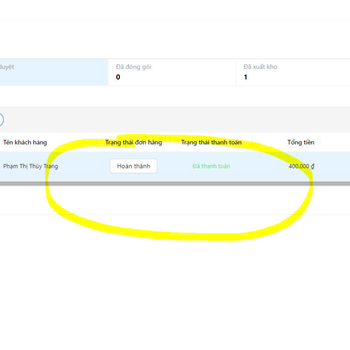 duyệt
Đã đóng gói
Đã xuất kho
0
1
Tên khách hàng
Trạng thái đơn hàng
Trạng thái thanh toán
Tổng tiền
Phạm Thị Thùy Trang
Hoàn thành
Đã thanh toán
400.000 ₫